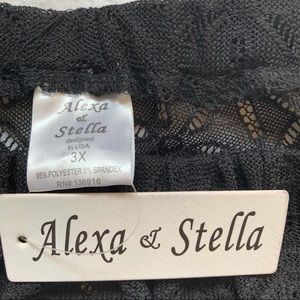 Alexa
&
Stella
designed
in USA
3X
95% POLYESTER 5% SPANDEX
RN# 136916
Alexa & Stella